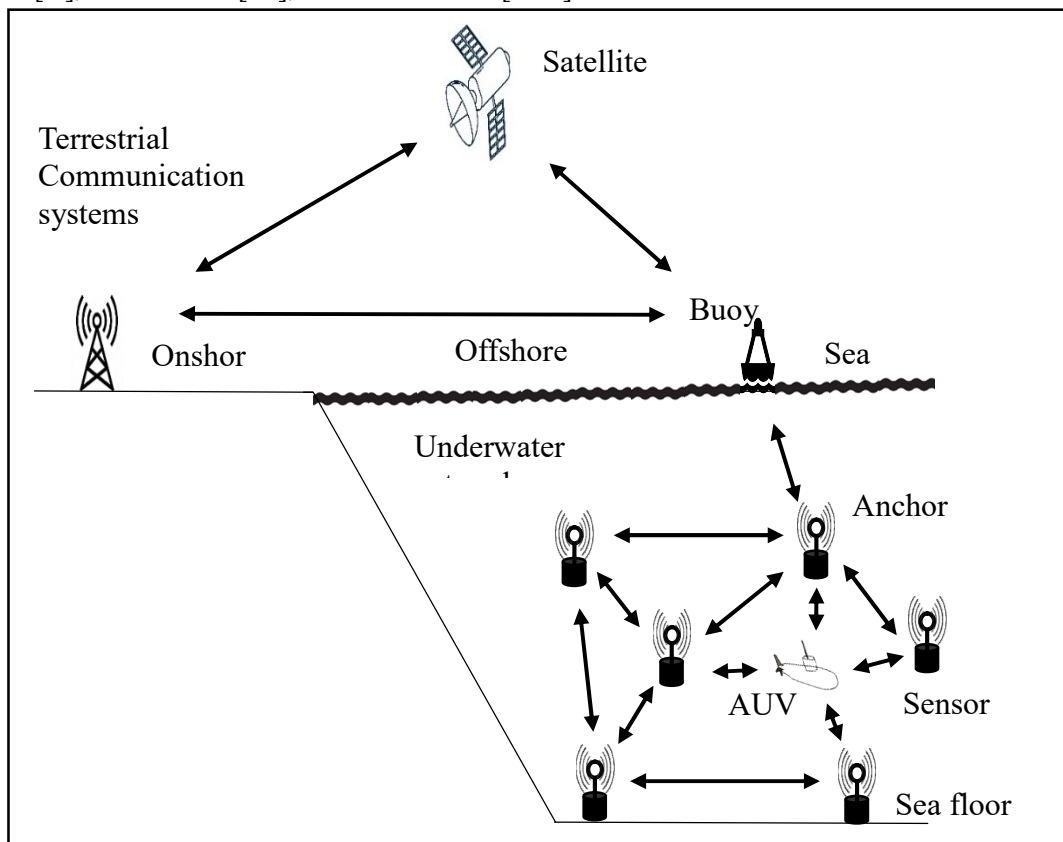 Satellite
Terrestrial
Communication
systems
Buoy
Onshor
Offshore
Sea
Underwater
Anchor
AUV
Sensor
Sea floor